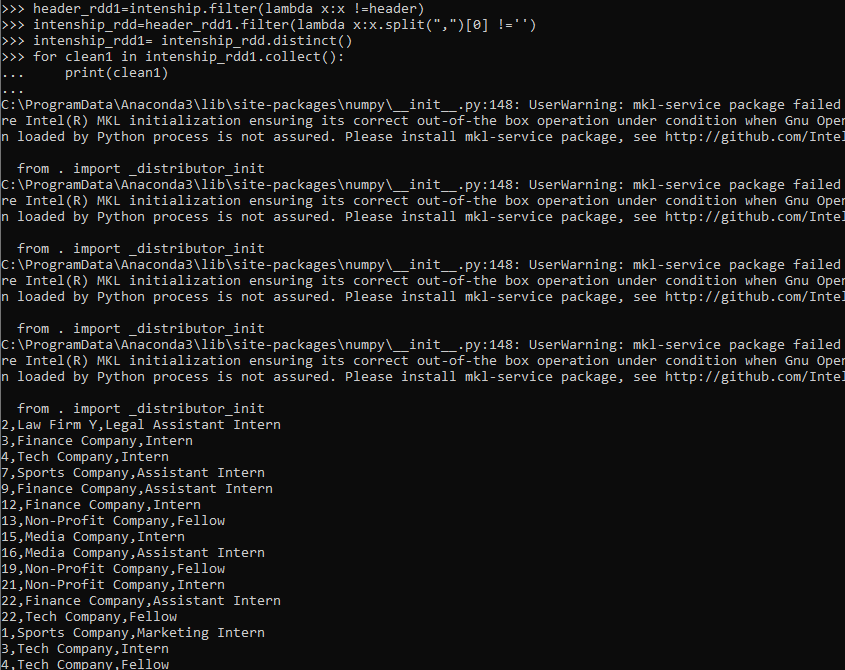 >>> header_rdd1=intenship.filter(lambda x:x !=header)
>>> intenship_rdd=header_rdd1.filter(lambda x:x.split(",")[0] !='')
>>> intenship_rdd1= intenship_rdd.distinct()
>>> for clean1 in intenship_rdd1.collect():
...     print(clean1)
...
C:\ProgramData\Anaconda3\lib\site-packages\numpy\__init__.py:148: UserWarning: mkl-service package failed
re Intel(R) MKL initialization ensuring its correct out-of-the box operation under condition when Gnu Oper
n loaded by Python process is not assured. Please install mkl-service package, see http://github.com/Intel
  from . import _distributor_init
C:\ProgramData\Anaconda3\lib\site-packages\numpy\__init__.py:148: UserWarning: mkl-service package failed
re Intel(R) MKL initialization ensuring its correct out-of-the box operation under condition when Gnu Oper
n loaded by Python process is not assured. Please install mkl-service package, see http://github.com/Intel
  from . import _distributor_init
C:\ProgramData\Anaconda3\lib\site-packages\numpy\__init__.py:148: UserWarning: mkl-service package failed
re Intel(R) MKL initialization ensuring its correct out-of-the box operation under condition when Gnu Oper
n loaded by Python process is not assured. Please install mkl-service package, see http://github.com/Intel
  from . import _distributor_init
C:\ProgramData\Anaconda3\lib\site-packages\numpy\__init__.py:148: UserWarning: mkl-service package failed
re Intel(R) MKL initialization ensuring its correct out-of-the box operation under condition when Gnu Oper
n loaded by Python process is not assured. Please install mkl-service package, see http://github.com/Intel
  from . import _distributor_init
2,Law Firm Y,Legal Assistant Intern
3,Finance Company,Intern
4,Tech Company,Intern
7,Sports Company,Assistant Intern
9,Finance Company,Assistant Intern
12,Finance Company,Intern
13,Non-Profit Company,Fellow
15,Media Company,Intern
16,Media Company,Assistant Intern
19,Non-Profit Company,Fellow
21,Non-Profit Company,Intern
22,Finance Company,Assistant Intern
22,Tech Company,Fellow
1,Sports Company,Marketing Intern
3,Tech Company,Intern
4,Tech Company,Fellow